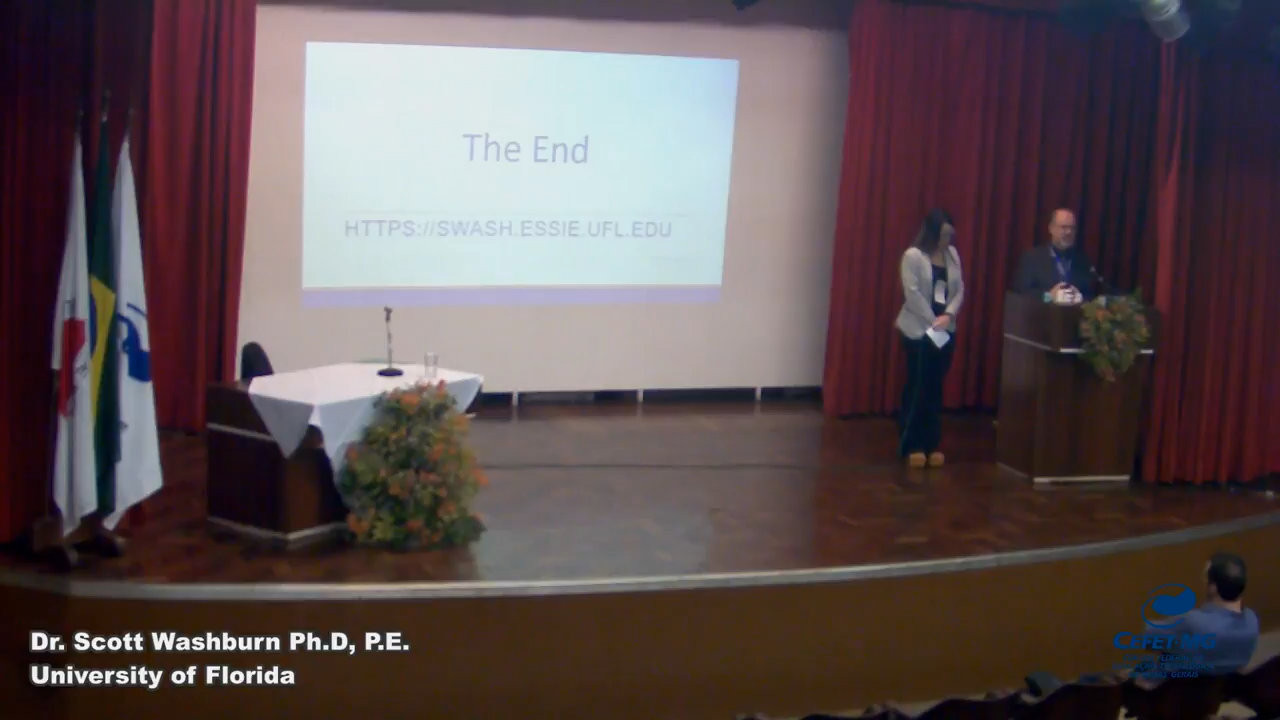 The End
HTTPS://SWASH.ESSIE.UFL.EDU
Dr. Scott Washburn Ph.D, P.E.
University of Florida
CEFET-MG